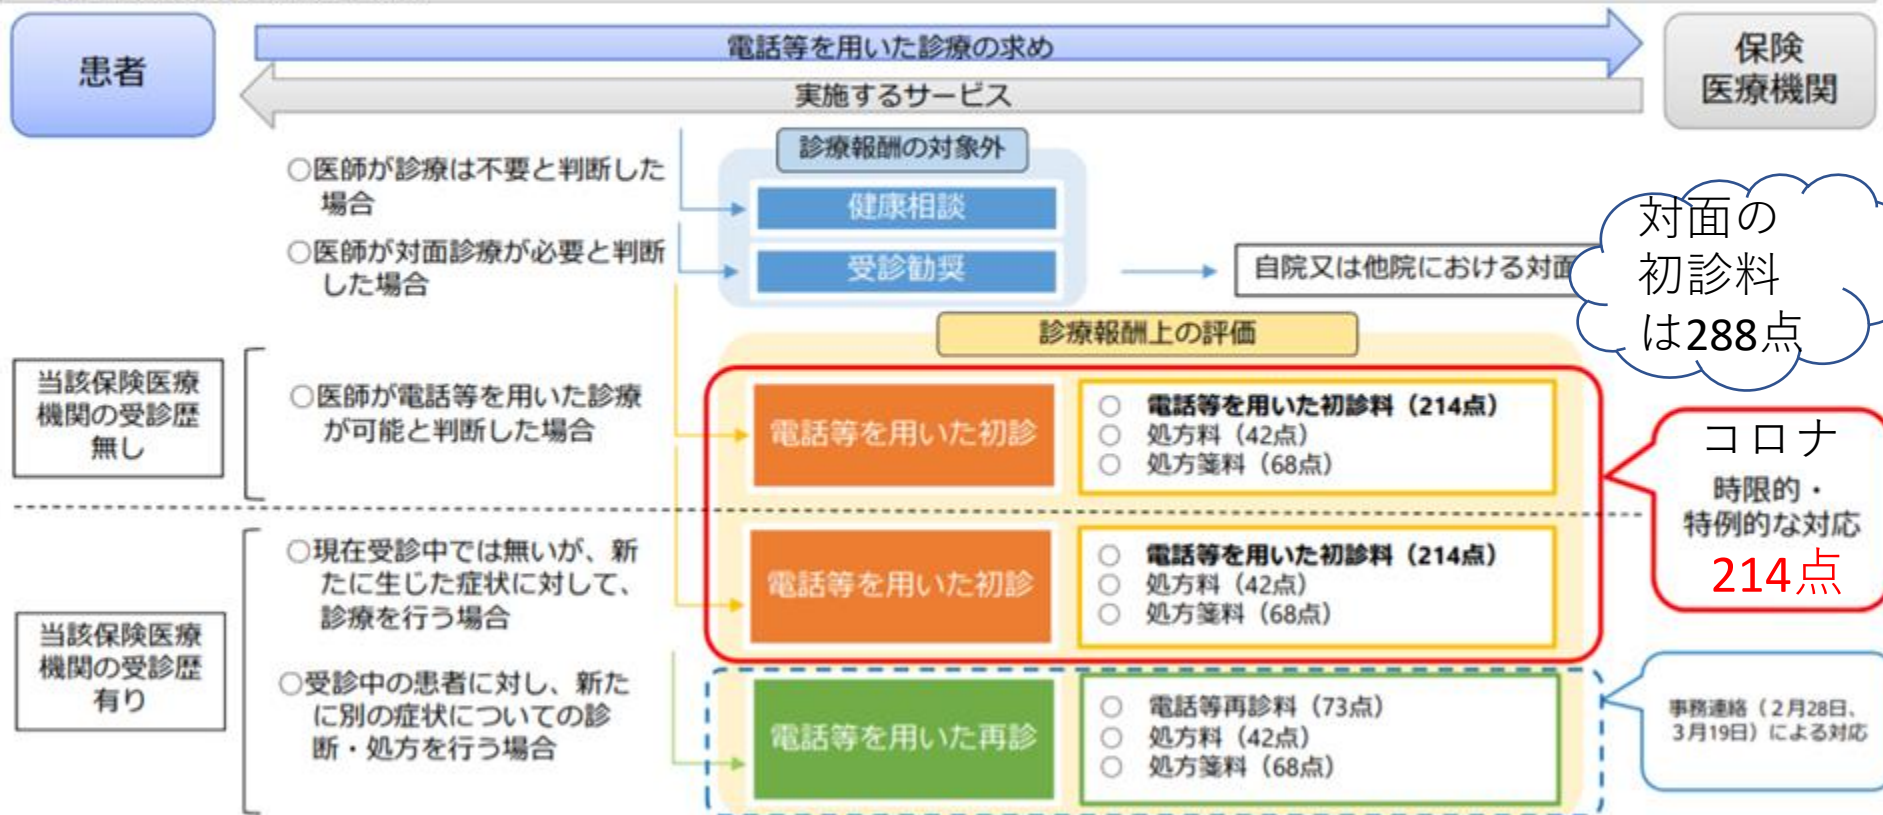 患者
電話等を用いた診療の求め
実施するサービス
保険
医療機関
診療報酬の対象外
○医師が診療は不要と判断した
場合
健康相談
○医師が対面診療が必要と判断
した場合
受診勧奨
自院又は他院における対面
対面の
初診料
は288点
診療報酬上の評価
当該保険医療
機関の受診歴
無し
○医師が電話等を用いた診療
が可能と判断した場合
電話等を用いた初診
○ 電話等を用いた初診料（214点）
○ 処方料（42点）
○ 処方箋料（68点）
コロナ
時限的・
特例的な対応
214点
当該保険医療
機関の受診歴
有り
○現在受診中では無いが、新
たに生じた症状に対して、
診療を行う場合
電話等を用いた初診
○ 電話等を用いた初診料（214点）
○ 処方料（42点）
○ 処方箋料（68点）
○受診中の患者に対し、新た
に別の症状についての診
断・処方を行う場合
電話等を用いた再診
○ 電話等再診料（73点）
○ 処方料（42点）
○ 処方箋料（68点）
事務連絡（２月28日、
３月19日）による対応